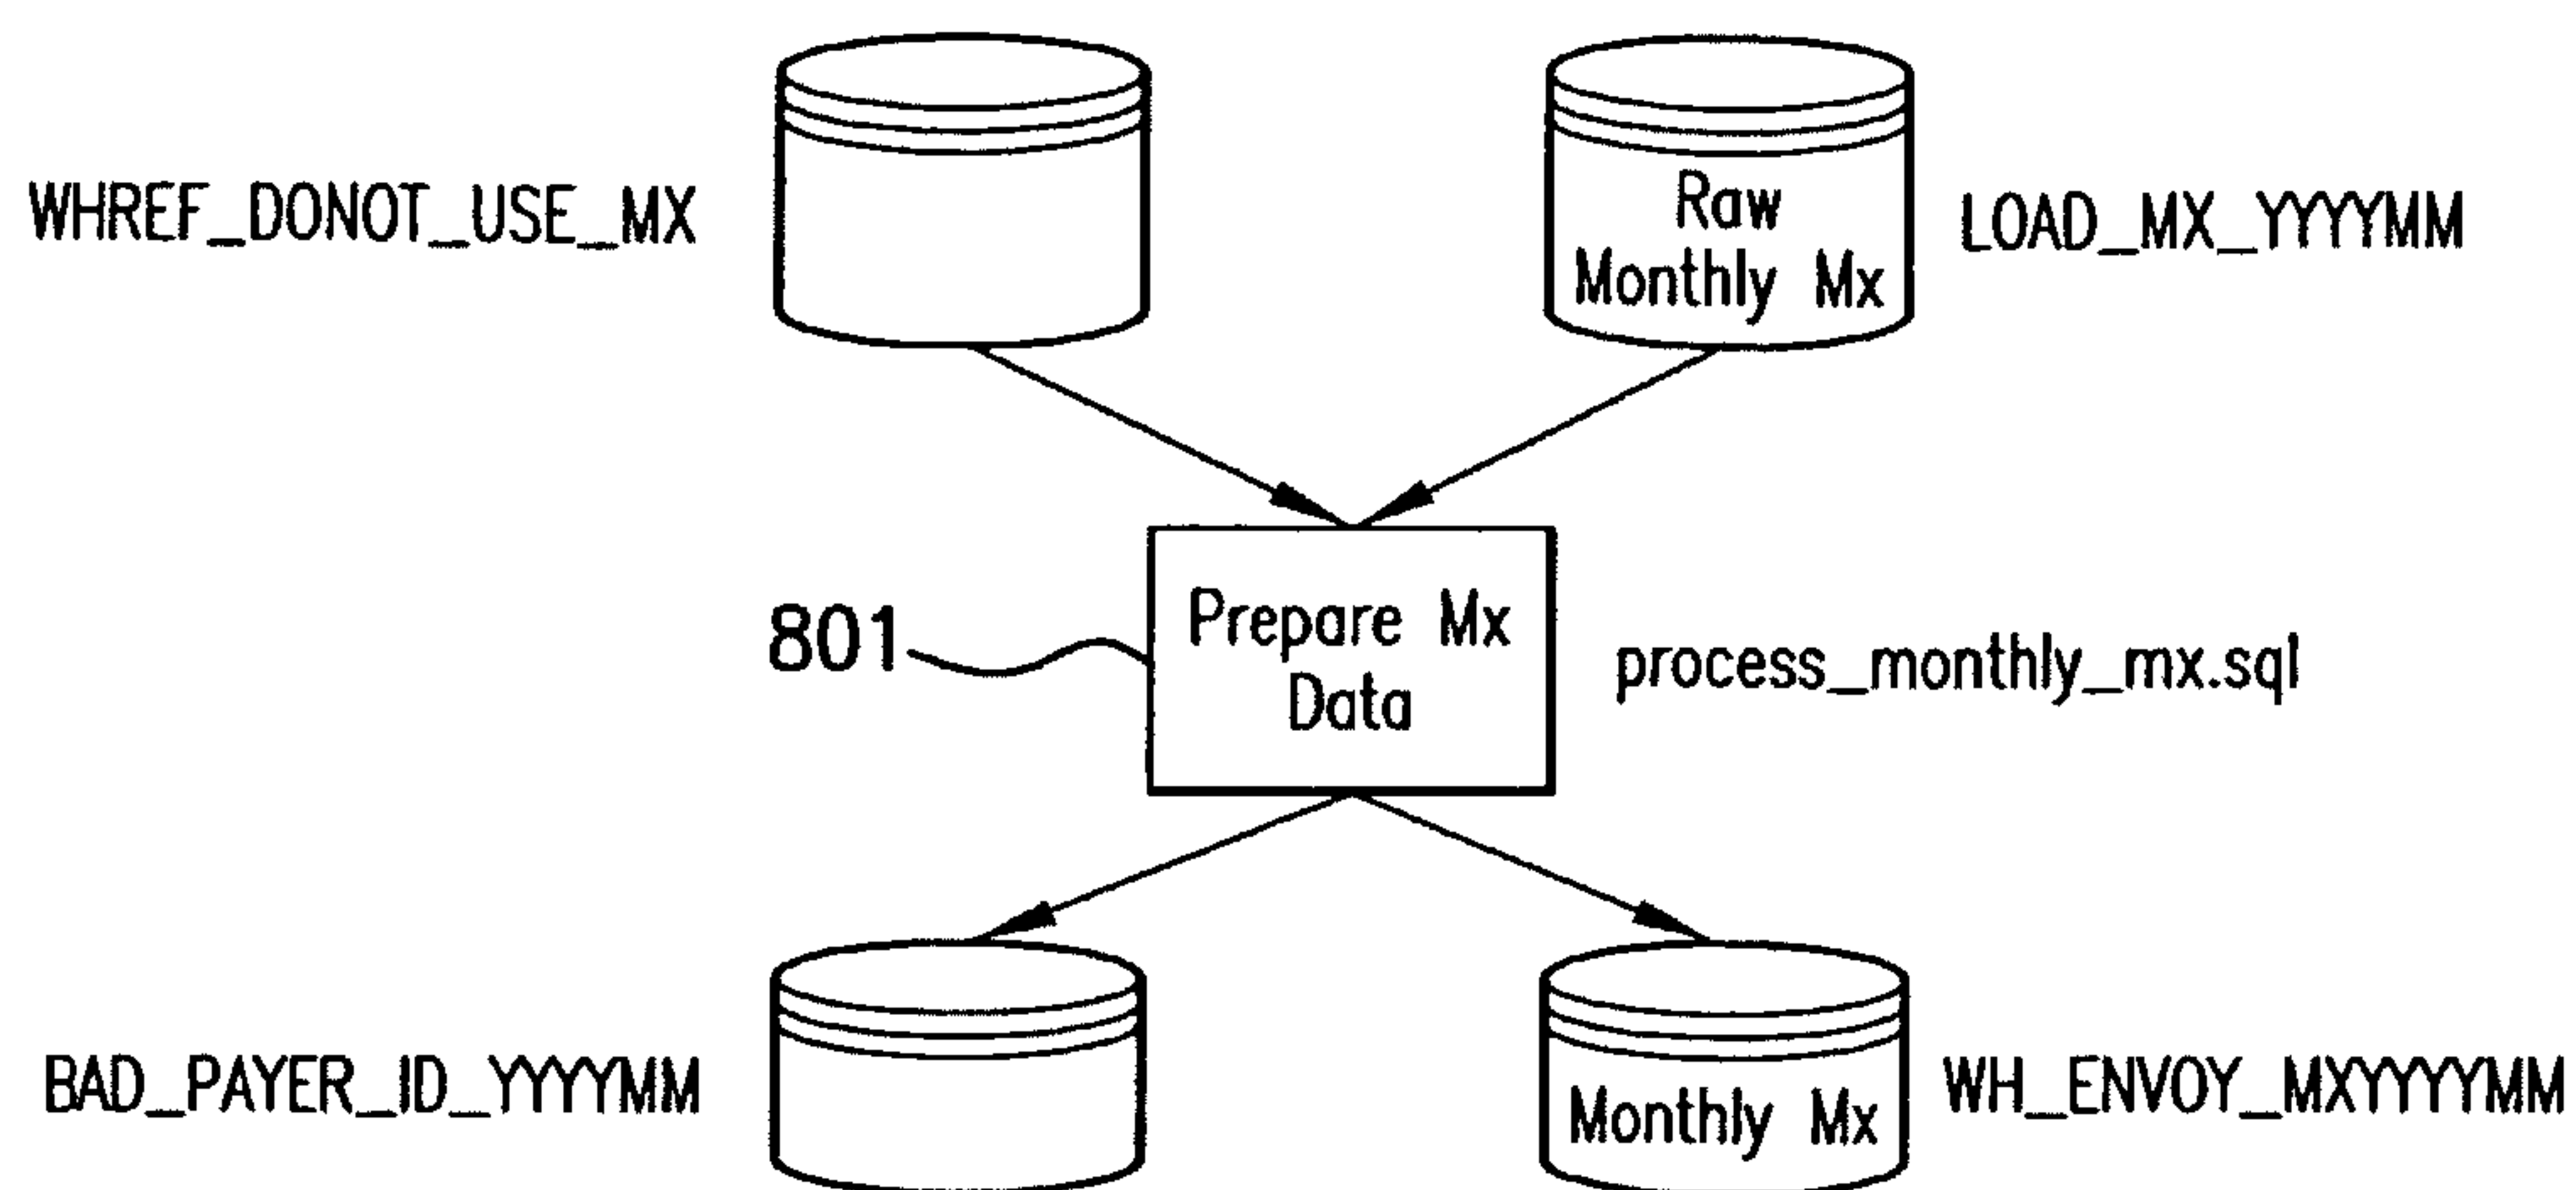 WHREF_DONOT_USE_MX
Raw
Monthly Mx
LOAD_MX_YYYYMM
801
Prepare Mx
Data
process_monthly_mx.sql
BAD_PAYER_ID_YYYYMM
Monthly Mx
WH_ENVOY_MXYYYYMM